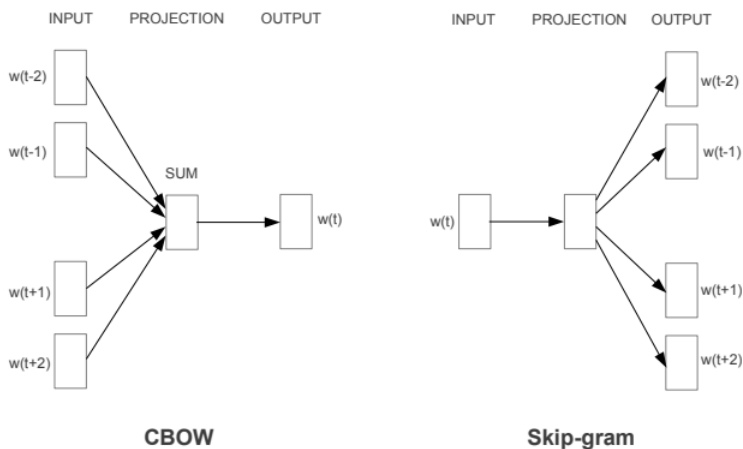 INPUT PROJECTION OUTPUT
w(t-2)
w(t-1)
SUM
w(t)
w(t+1)
w(t+2)
CBOW
INPUT PROJECTION OUTPUT
w(t-2)
w(t-1)
w(t)
w(t+1)
w(t+2)
Skip-gram